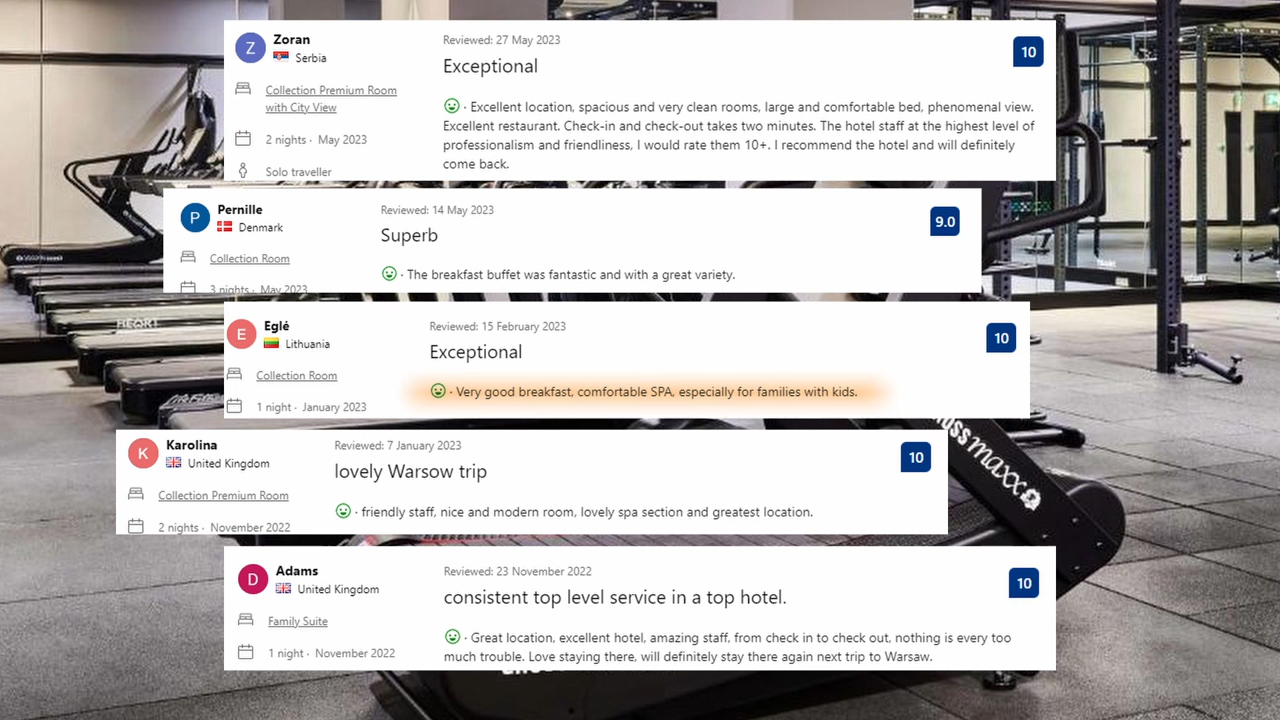 Z
Zoran
Serbia
Collection Premium Room
with City View
2 nights · May 2023
Solo traveller
Reviewed: 27 May 2023
Exceptional
10
· Excellent location, spacious and very clean rooms, large and comfortable bed, phenomenal view.
Excellent restaurant. Check-in and check-out takes two minutes. The hotel staff at the highest level of
professionalism and friendliness, I would rate them 10+. I recommend the hotel and will definitely
come back.
P
Pernille
Denmark
Collection Room
3 nights · May 2023
Reviewed: 14 May 2023
Superb
9.0
· The breakfast buffet was fantastic and with a great variety.
E
Eglé
Lithuania
Collection Room
1 night · January 2023
Reviewed: 15 February 2023
Exceptional
10
· Very good breakfast, comfortable SPA, especially for families with kids.
K
Karolina
United Kingdom
Collection Premium Room
2 nights · November 2022
Reviewed: 7 January 2023
lovely Warsow trip
10
· friendly staff, nice and modern room, lovely spa section and greatest location.
D
Adams
United Kingdom
Family Suite
1 night · November 2022
Reviewed: 23 November 2022
consistent top level service in a top hotel.
10
· Great location, excellent hotel, amazing staff, from check in to check out, nothing is every too
much trouble. Love staying there, will definitely stay there again next trip to Warsaw.
maxx